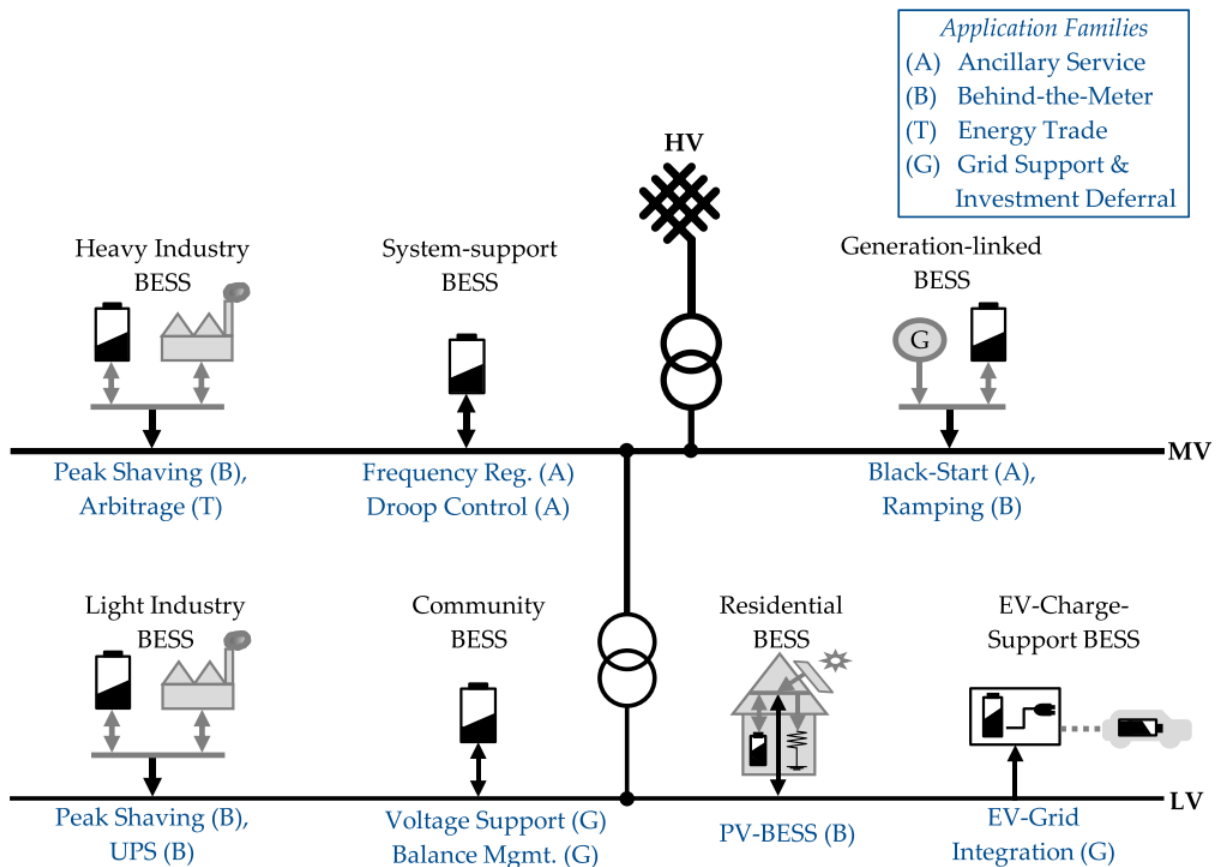 Application Families
(A) Ancillary Service
(B) Behind-the-Meter
(T) Energy Trade
(G) Grid Support &
Investment Deferral
HV
Heavy Industry
BESS
System-support
BESS
Generation-linked
BESS
G
MV
Peak Shaving (B),
Arbitrage (T)
Frequency Reg. (A)
Droop Control (A)
Black-Start (A),
Ramping (B)
Light Industry
BESS
Community
BESS
Residential
BESS
EV-Charge-
Support BESS
LV
Peak Shaving (B),
UPS (B)
Voltage Support (G)
Balance Mgmt. (G)
PV-BESS (B)
EV-Grid
Integration (G)